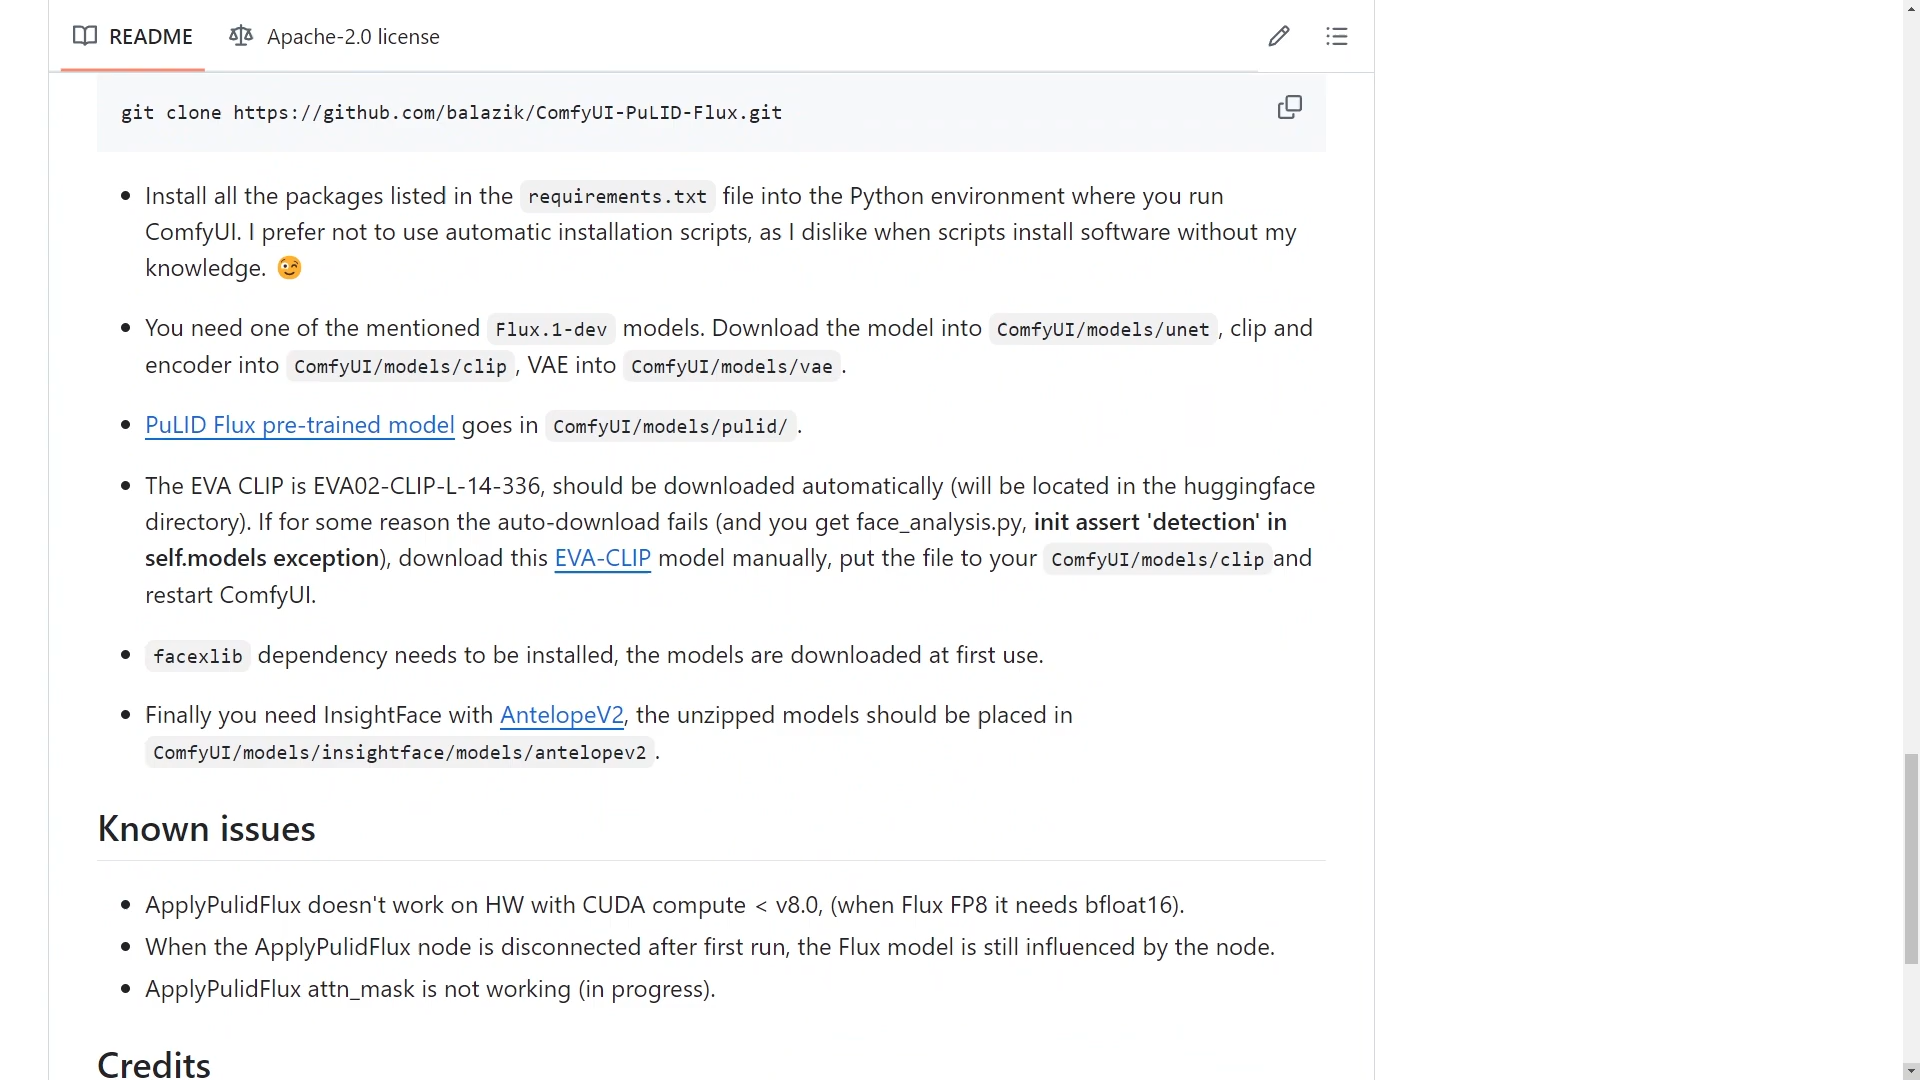 README
Apache-2.0 license
git clone https://github.com/balazik/ComfyUI-PuLID-Flux.git
Install all the packages listed in the requirements.txt file into the Python environment where you run
ComfyUI. I prefer not to use automatic installation scripts, as I dislike when scripts install software without my
knowledge. 😉
You need one of the mentioned Flux.1-dev models. Download the model into ComfyUI/models/unet, clip and
encoder into ComfyUI/models/clip, VAE into ComfyUI/models/vae.
PuLID Flux pre-trained model goes in ComfyUI/models/pulid/.
The EVA CLIP is EVA02-CLIP-L-14-336, should be downloaded automatically (will be located in the huggingface
directory). If for some reason the auto-download fails (and you get face_analysis.py, init assert 'detection' in
self.models exception), download this EVA-CLIP model manually, put the file to your ComfyUI/models/clip and
restart ComfyUI.
facexlib dependency needs to be installed, the models are downloaded at first use.
Finally you need InsightFace with AntelopeV2, the unzipped models should be placed in
ComfyUI/models/insightface/models/antelopev2.
Known issues
ApplyPulidFlux doesn't work on HW with CUDA compute < v8.0, (when Flux FP8 it needs bfloat16).
When the ApplyPulidFlux node is disconnected after first run, the Flux model is still influenced by the node.
ApplyPulidFlux attn_mask is not working (in progress).
Credits